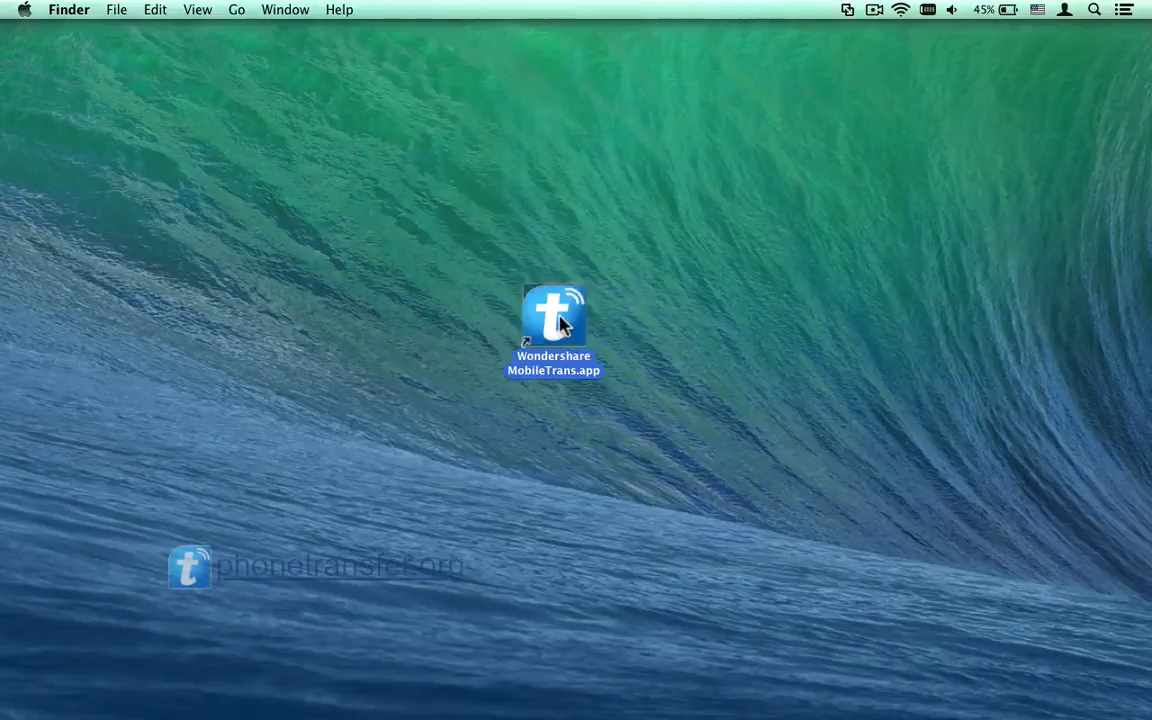 Finder File Edit View Go Window Help 45%
t
Wondershare
MobileTrans.app
t phonetransfer.org